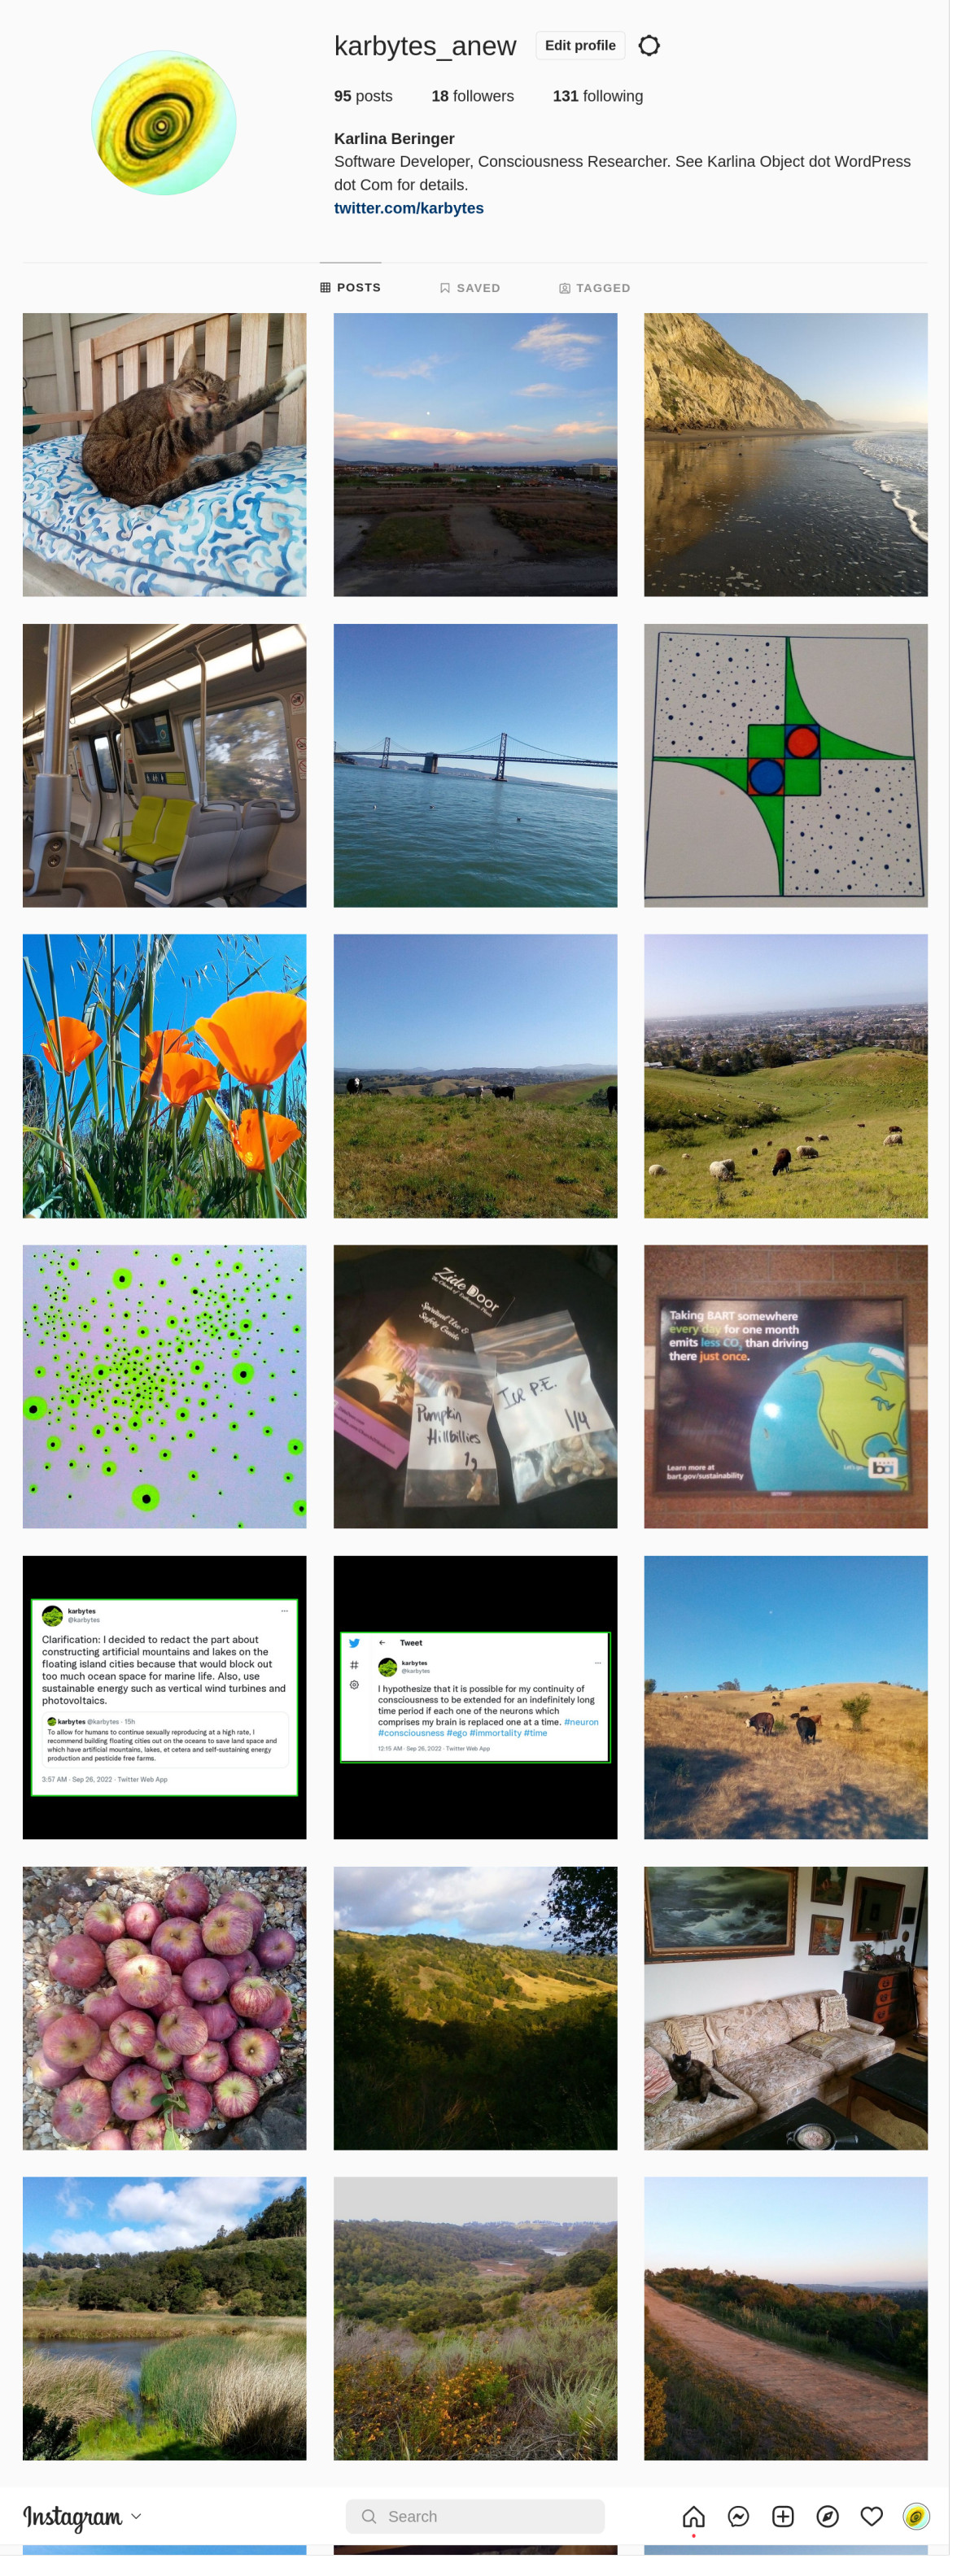 karbytes_anew Edit profile
95 posts 18 followers 131 following
Karlina Beringer
Software Developer, Consciousness Researcher. See Karlina Object dot WordPress
dot Com for details.
twitter.com/karbytes
POSTS SAVED TAGGED
Zide Door
Spiritual Use &
Safety Guide
Pumpkin
Hillbillies
1g
P.E.
1/4
Taking BART somewhere
every day for one month
emits less CO2 than driving
there just once.
Learn more at
bart.gov/sustainability
Let's go.
ba
karbytes
@karbytes
Clarification: I decided to redact the part about
constructing artificial mountains and lakes on the
floating island cities because that would block out
too much ocean space for marine life. Also, use
sustainable energy such as vertical wind turbines and
photovoltaics.
karbytes @karbytes · 15h
To allow for humans to continue sexually reproducing at a high rate, I
recommend building floating cities out on the oceans to save land space and
which have artificial mountains, lakes, et cetera and self-sustaining energy
production and pesticide free farms.
3:57 AM · Sep 26, 2022 · Twitter Web App
Tweet
karbytes
@karbytes
I hypothesize that it is possible for my continuity of
consciousness to be extended for an indefinitely long
time period if each one of the neurons which
comprises my brain is replaced one at a time. #neuron
#consciousness #ego #immortality #time
12:15 AM · Sep 26, 2022 · Twitter Web App
Instagram Search